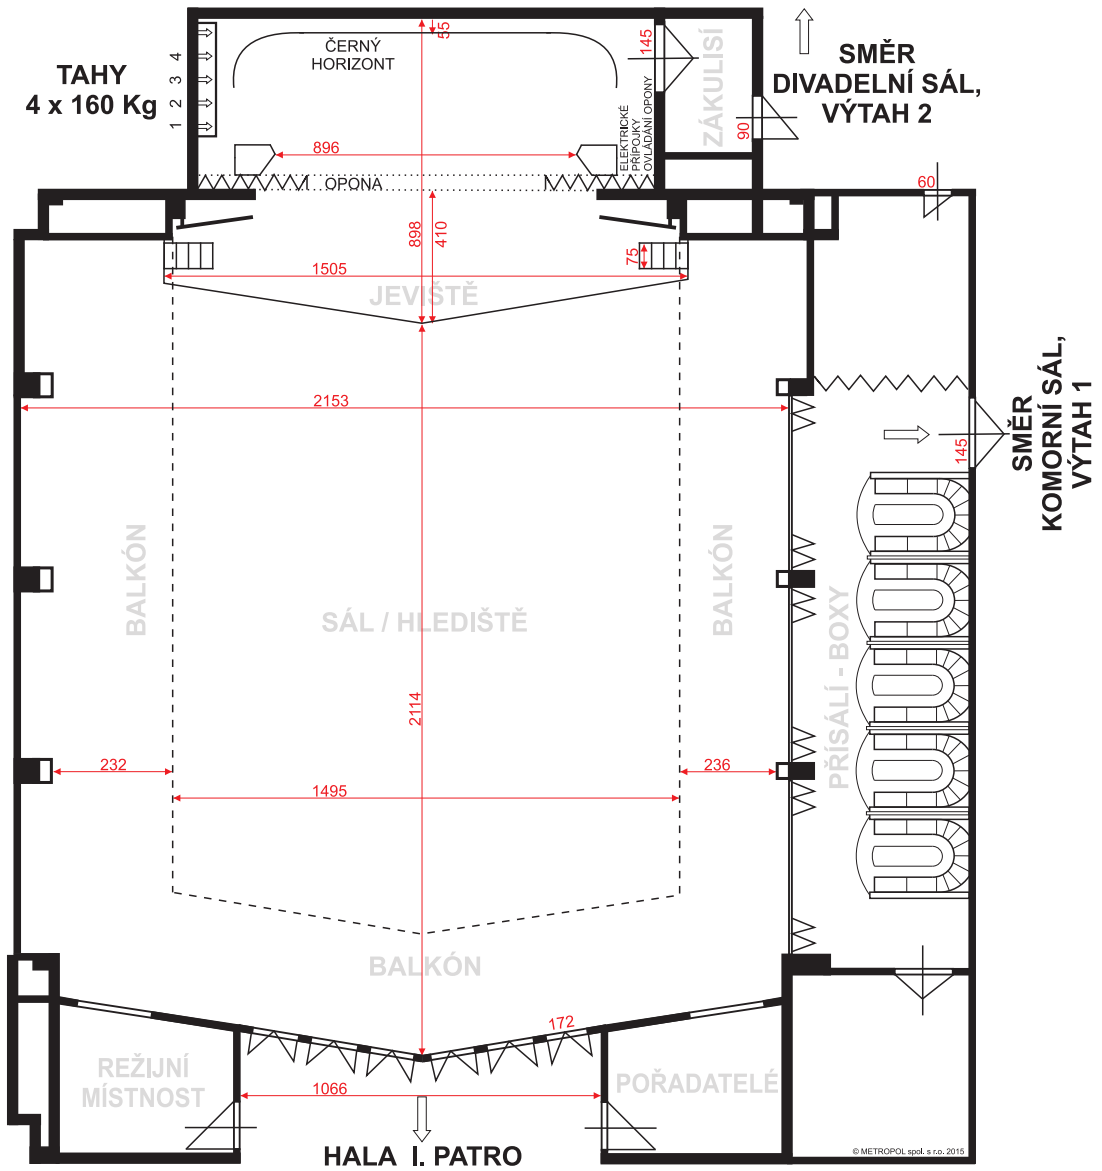 TAHY
4 x 160 Kg
1 2 3 4
ČERNÝ
HORIZONT
55
145
ZÁKULISÍ
90
SMĚR
DIVADELNÍ SÁL,
VÝTAH 2
ELEKTRICKÉ
PŘÍPOJKY
OVLÁDÁNÍ OPONY
896
OPONA
60
898
410
75
1505
JEVIŠTĚ
2153
SMĚR
KOMORNÍ SÁL,
VÝTAH 1
145
BALKÓN
SÁL / HLEDIŠTĚ
BALKÓN
PŘÍSÁLÍ - BOXY
2114
232
236
1495
BALKÓN
172
REŽIJNÍ
MÍSTNOST
POŘADATELÉ
1066
HALA I. PATRO
© METROPOL spol. s r.o. 2015